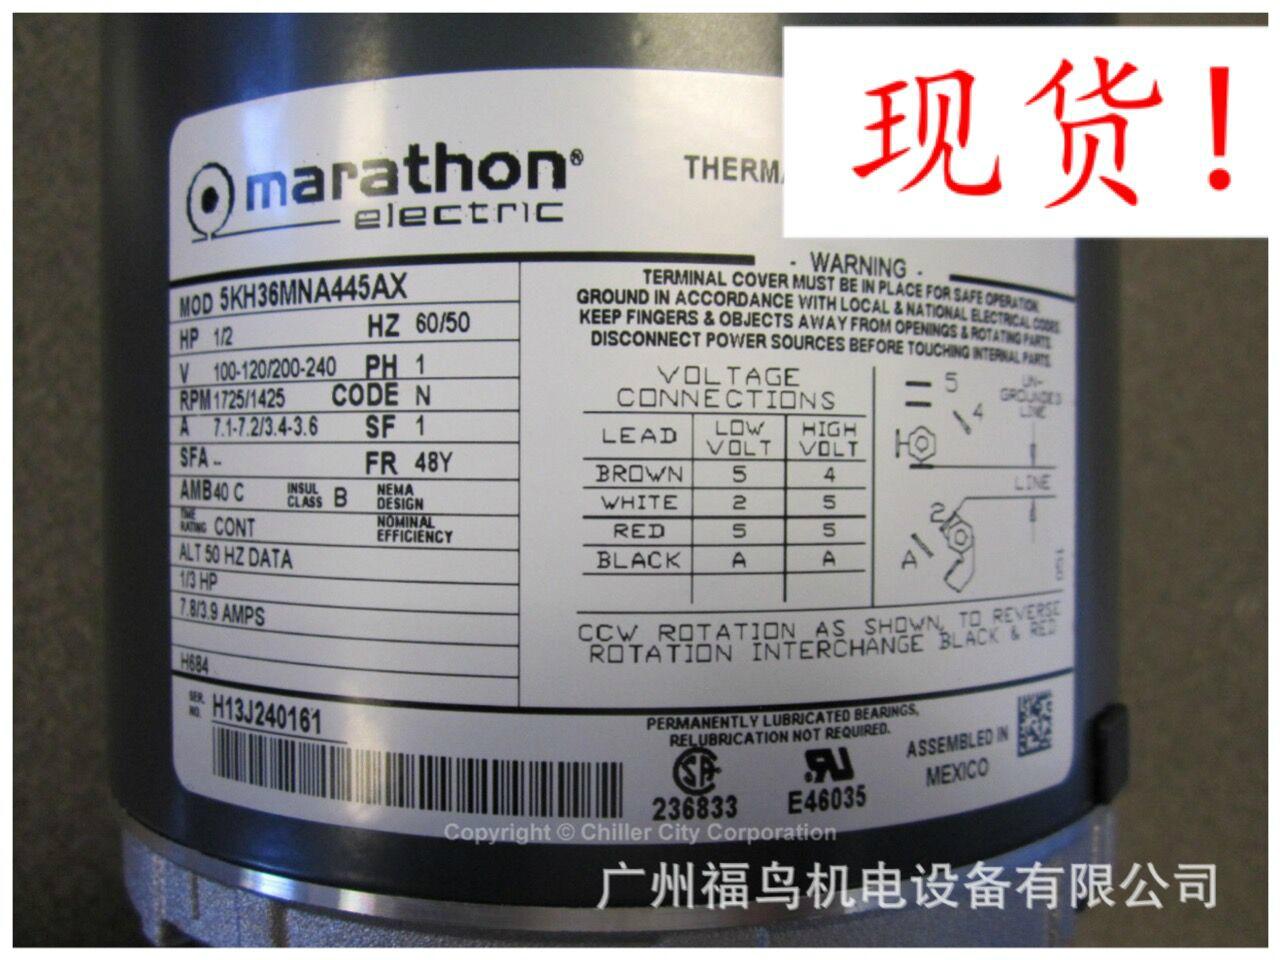 现货!
marathon®
electric
MOD 5KH36MNA445AX
HP 1/2 HZ 60/50
V 100-120/200-240 PH 1
RPM 1725/1425 CODE N
A 7.1-7.2/3.4-3.6 SF 1
SFA - FR 48Y
AMB 40 C INSUL CLASS B NEMA DESIGN
TIME RATING CONT NOMINAL EFFICIENCY
ALT 50 HZ DATA
1/3 HP
7.8/3.9 AMPS
H684
SER. NO. H13J240161
- WARNING -
TERMINAL COVER MUST BE IN PLACE FOR SAFE OPERATION.
GROUND IN ACCORDANCE WITH LOCAL & NATIONAL ELECTRICAL CODES.
KEEP FINGERS & OBJECTS AWAY FROM OPENINGS & ROTATING PARTS.
DISCONNECT POWER SOURCES BEFORE TOUCHING INTERNAL PARTS.
VOLTAGE
CONNECTIONS
LEAD LOW VOLT HIGH VOLT
BROWN 5 4
WHITE 2 5
RED 5 5
BLACK A A
5
4
UN-
GROUNDED
LINE
LINE
2
A
CCW ROTATION AS SHOWN, TO REVERSE
ROTATION INTERCHANGE BLACK & RED
PERMANENTLY LUBRICATED BEARINGS,
RELUBRICATION NOT REQUIRED.
236833
E46035
ASSEMBLED IN
MEXICO
Copyright © Chiller City Corporation
广州福鸟机电设备有限公司